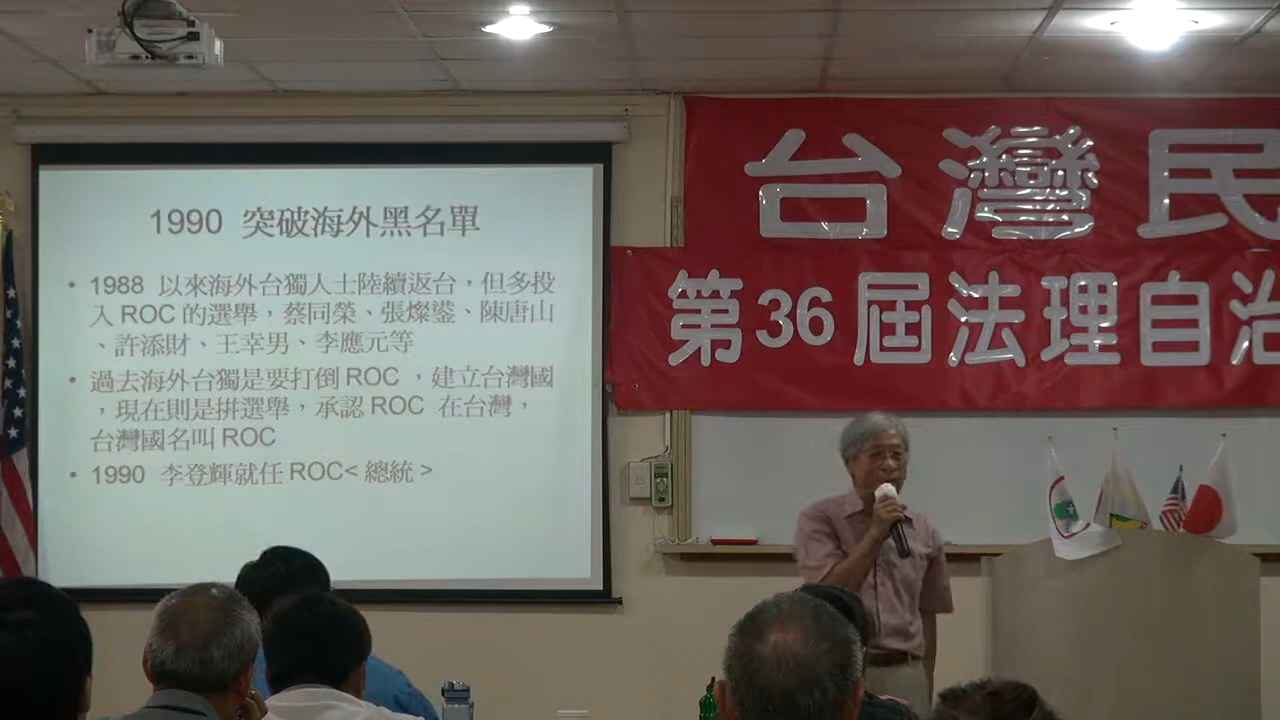 1990 突破海外黑名單
• 1988 以來海外台獨人士陸續返台，但多投
入 ROC 的選舉，蔡同榮、張燦鍙、陳唐山
、許添財、王幸男、李應元等
• 過去海外台獨是要打倒 ROC ，建立台灣國
，現在則是拚選舉，承認 ROC 在台灣，
台灣國名叫 ROC
• 1990 李登輝就任 ROC< 總統 >
台灣民
第36屆法理自治